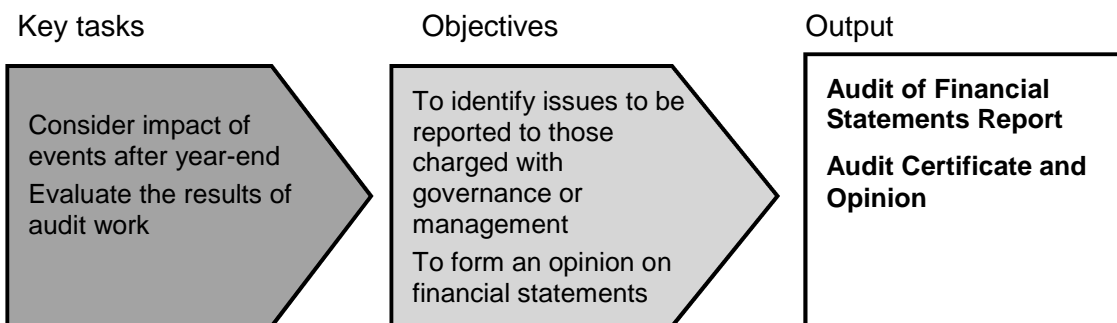 Key tasks
Objectives
Output
Consider impact of
events after year-end
Evaluate the results of
audit work
To identify issues to be
reported to those
charged with
governance or
management
To form an opinion on
financial statements
Audit of Financial
Statements Report
Audit Certificate and
Opinion